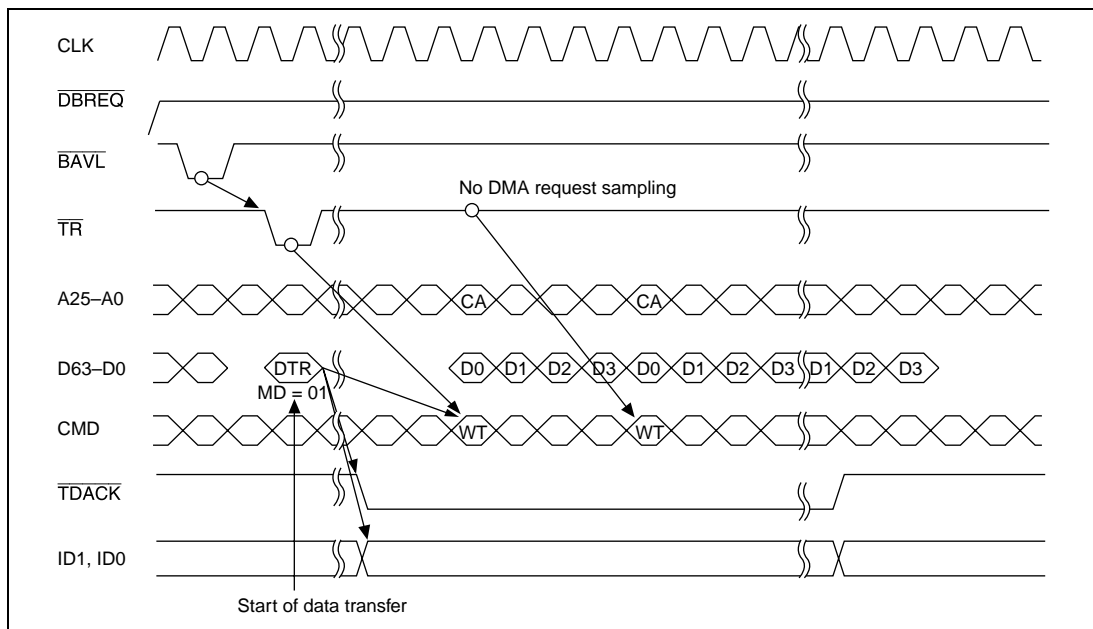 CLK
DBREQ
BAVL
No DMA request sampling
TR
A25–A0 CA CA
D63–D0 DTR D0 D1 D2 D3 D0 D1 D2 D3 D1 D2 D3
MD = 01
CMD WT WT
TDACK
ID1, ID0
Start of data transfer